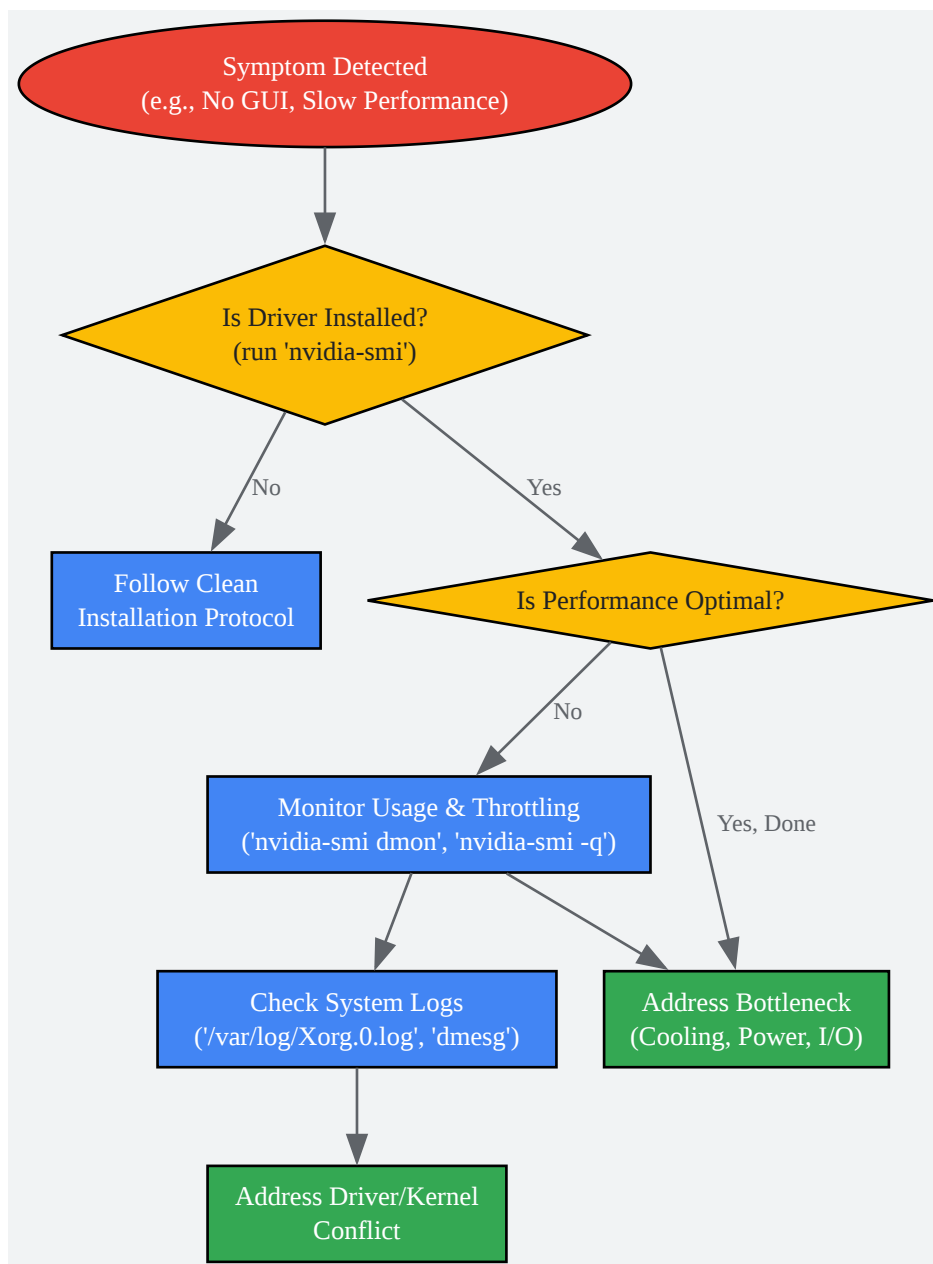 Symptom Detected
(e.g., No GUI, Slow Performance)
Is Driver Installed?
(run 'nvidia-smi')
No
Yes
Follow Clean
Installation Protocol
Is Performance Optimal?
No
Monitor Usage & Throttling
('nvidia-smi dmon', 'nvidia-smi -q')
Yes, Done
Check System Logs
('/var/log/Xorg.0.log', 'dmesg')
Address Bottleneck
(Cooling, Power, I/O)
Address Driver/Kernel
Conflict